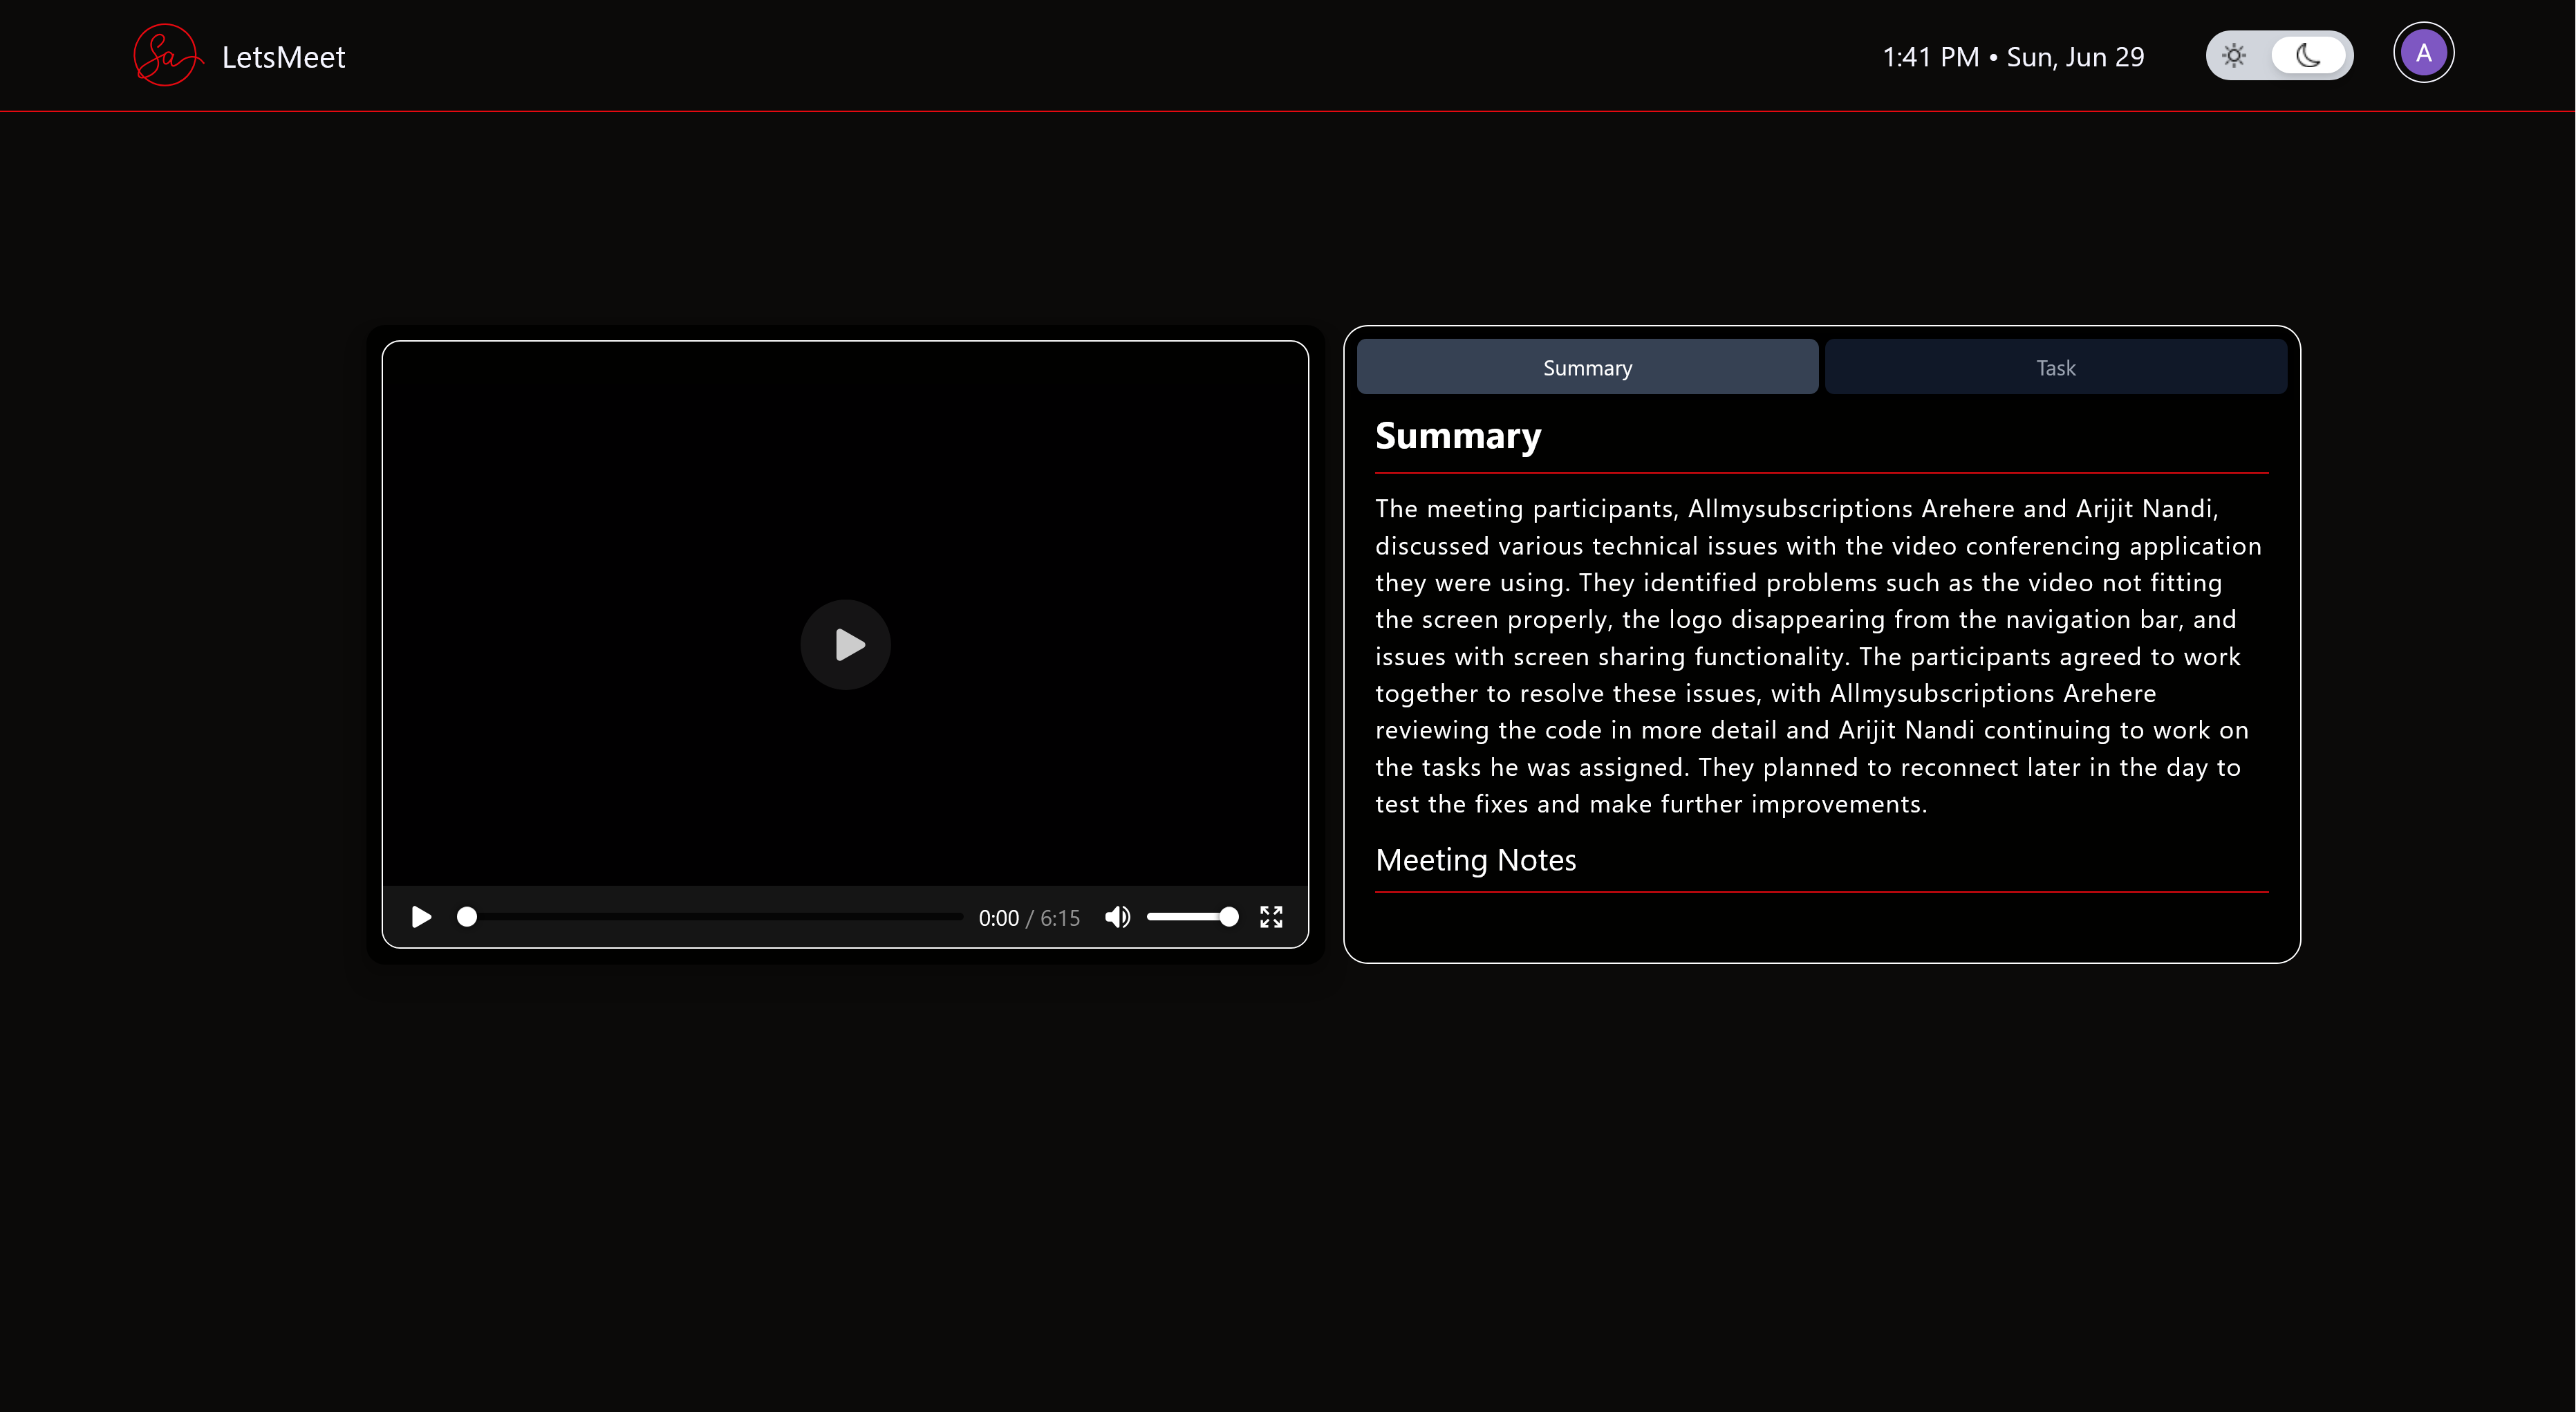 Sa
LetsMeet
1:41 PM • Sun, Jun 29
A
Summary
Task
Summary
The meeting participants, Allmysubscriptions Arehere and Arijit Nandi,
discussed various technical issues with the video conferencing application
they were using. They identified problems such as the video not fitting
the screen properly, the logo disappearing from the navigation bar, and
issues with screen sharing functionality. The participants agreed to work
together to resolve these issues, with Allmysubscriptions Arehere
reviewing the code in more detail and Arijit Nandi continuing to work on
the tasks he was assigned. They planned to reconnect later in the day to
test the fixes and make further improvements.
Meeting Notes
0:00 / 6:15